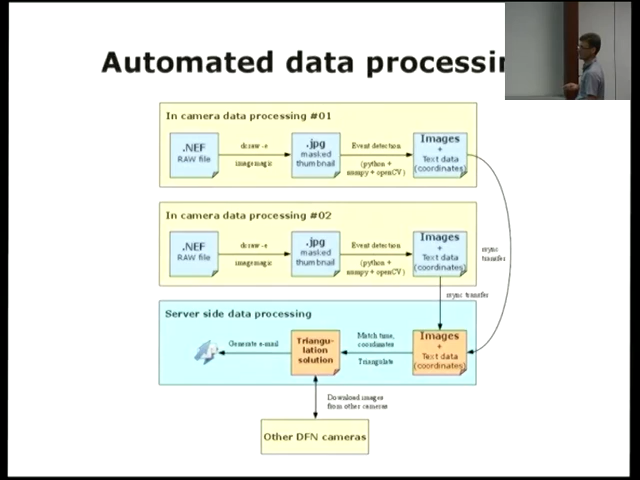 Automated data processin
In camera data processing #01
.NEF
RAW file
dcraw -e
imagemagic
.jpg
masked
thumbnail
Event detection
(python +
numpy + openCV)
Images
+
Text data
(coordinates)
rsync
transfer
In camera data processing #02
.NEF
RAW file
dcraw -e
imagemagic
.jpg
masked
thumbnail
Event detection
(python +
numpy + openCV)
Images
+
Text data
(coordinates)
rsync transfer
Server side data processing
Generate e-mail
Triangu-
lation
solution
Match time,
coordinates
Triangulate
Images
+
Text data
(coordinates)
Download images
from other cameras
Other DFN cameras